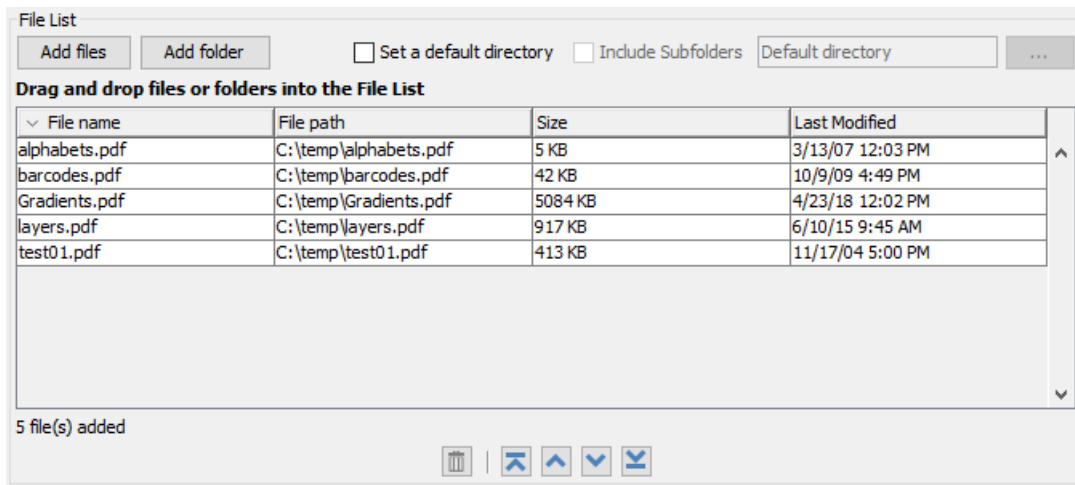 File List
Add files Add folder Set a default directory Include Subfolders Default directory ...
Drag and drop files or folders into the File List
File name File path Size Last Modified
alphabets.pdf C:\temp\alphabets.pdf 5 KB 3/13/07 12:03 PM
barcodes.pdf C:\temp\barcodes.pdf 42 KB 10/9/09 4:49 PM
Gradients.pdf C:\temp\Gradients.pdf 5084 KB 4/23/18 12:02 PM
layers.pdf C:\temp\layers.pdf 917 KB 6/10/15 9:45 AM
test01.pdf C:\temp\test01.pdf 413 KB 11/17/04 5:00 PM
5 file(s) added